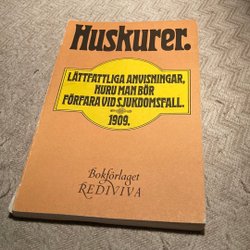 Huskurer.
LÄTTFATTLIGA ANVISNINGAR,
HURU MAN BÖR
FÖRFARA VID SJUKDOMSFALL.
1909.
Bokförlaget
REDIVIVA